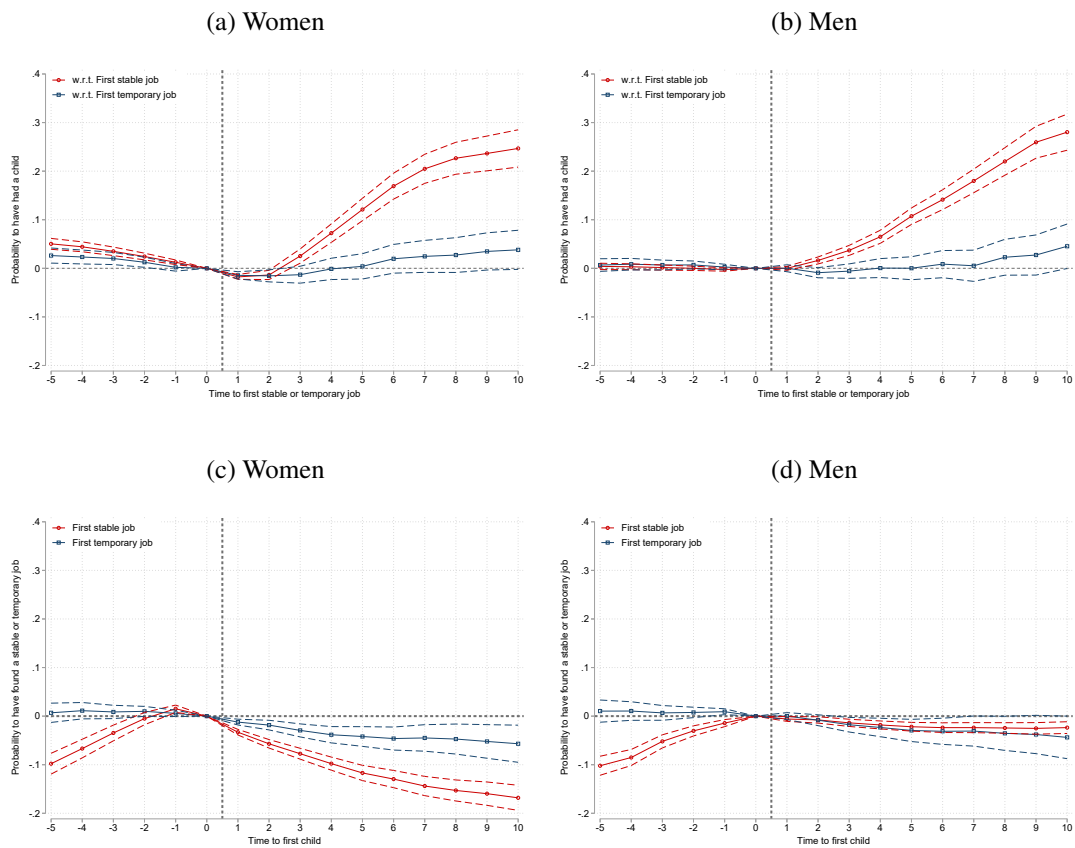 (a) Women
(b) Men
.4
.3
.2
.1
0
-.1
-.2
Probability to have had a child
w.r.t. First stable job
w.r.t. First temporary job
-5 -4 -3 -2 -1 0 1 2 3 4 5 6 7 8 9 10
Time to first stable or temporary job
.4
.3
.2
.1
0
-.1
-.2
Probability to have had a child
w.r.t. First stable job
w.r.t. First temporary job
-5 -4 -3 -2 -1 0 1 2 3 4 5 6 7 8 9 10
Time to first stable or temporary job
(c) Women
(d) Men
.4
.3
.2
.1
0
-.1
-.2
Probability to have found a stable or temporary job
First stable job
First temporary job
-5 -4 -3 -2 -1 0 1 2 3 4 5 6 7 8 9 10
Time to first child
.4
.3
.2
.1
0
-.1
-.2
Probability to have found a stable or temporary job
First stable job
First temporary job
-5 -4 -3 -2 -1 0 1 2 3 4 5 6 7 8 9 10
Time to first child